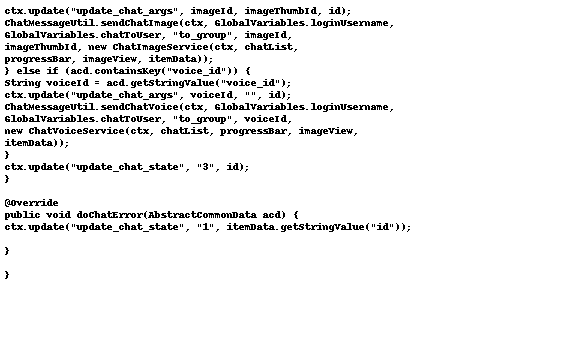 ctx.update("update_chat_args", imageId, imageThumbId, id);
ChatMessageUtil.sendChatImage(ctx, GlobalVariables.loginUsername,
GlobalVariables.chatToUser, "to_group", imageId,
imageThumbId, new ChatImageService(ctx, chatList,
progressBar, imageView, itemData));
} else if (acd.containsKey("voice_id")) {
String voiceId = acd.getStringValue("voice_id");
ctx.update("update_chat_args", voiceId, "", id);
ChatMessageUtil.sendChatVoice(ctx, GlobalVariables.loginUsername,
GlobalVariables.chatToUser, "to_group", voiceId,
new ChatVoiceService(ctx, chatList, progressBar, imageView,
itemData));
}
ctx.update("update_chat_state", "3", id);
}
@Override
public void doChatError(AbstractCommonData acd) {
ctx.update("update_chat_state", "1", itemData.getStringValue("id"));
}
}